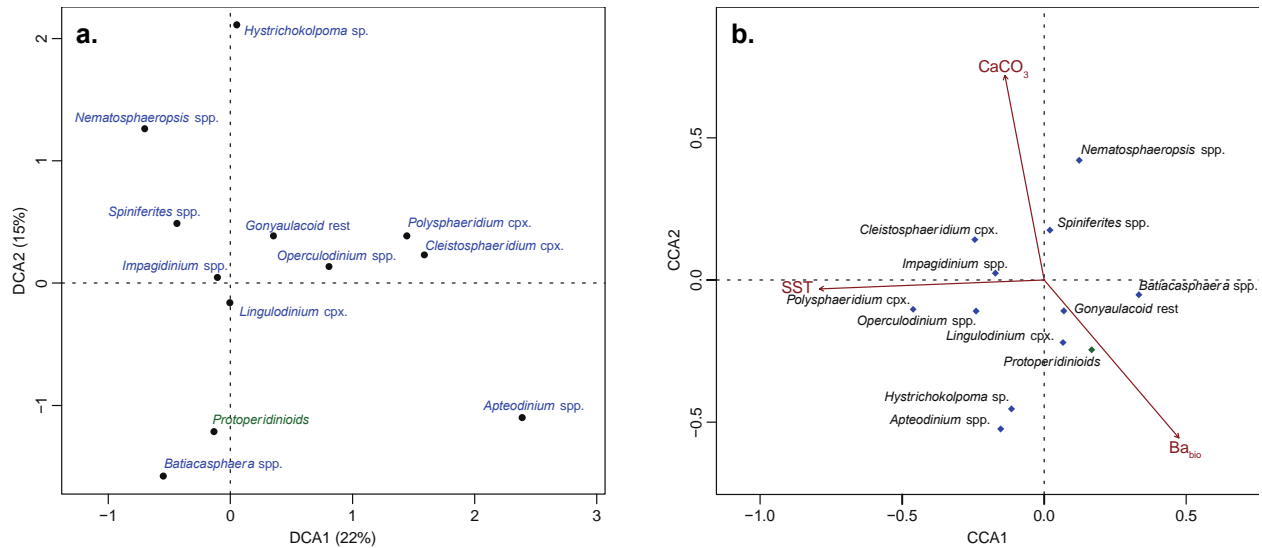 a.
Hystrichokolpoma sp.
Nematosphaeropsis spp.
Spiniferites spp.
Gonyaulacoid rest
Polysphaeridium cpx.
Cleistosphaeridium cpx.
Operculodinium spp.
Impagidinium spp.
Lingulodinium cpx.
Apteodinium spp.
Protoperidinioids
Batiacasphaera spp.
2
1
0
−1
DCA2 (15%)
−1 0 1 2 3
DCA1 (22%)
b.
CaCO₃
Nematosphaeropsis spp.
Spiniferites spp.
Cleistosphaeridium cpx.
Impagidinium spp.
SST
Batiacasphaera spp.
Polysphaeridium cpx.
Gonyaulacoid rest
Operculodinium spp.
Lingulodinium cpx.
Protoperidinioids
Hystrichokolpoma sp.
Apteodinium spp.
Ba_bio
0.5
0.0
−0.5
CCA2
−1.0 −0.5 0.0 0.5
CCA1